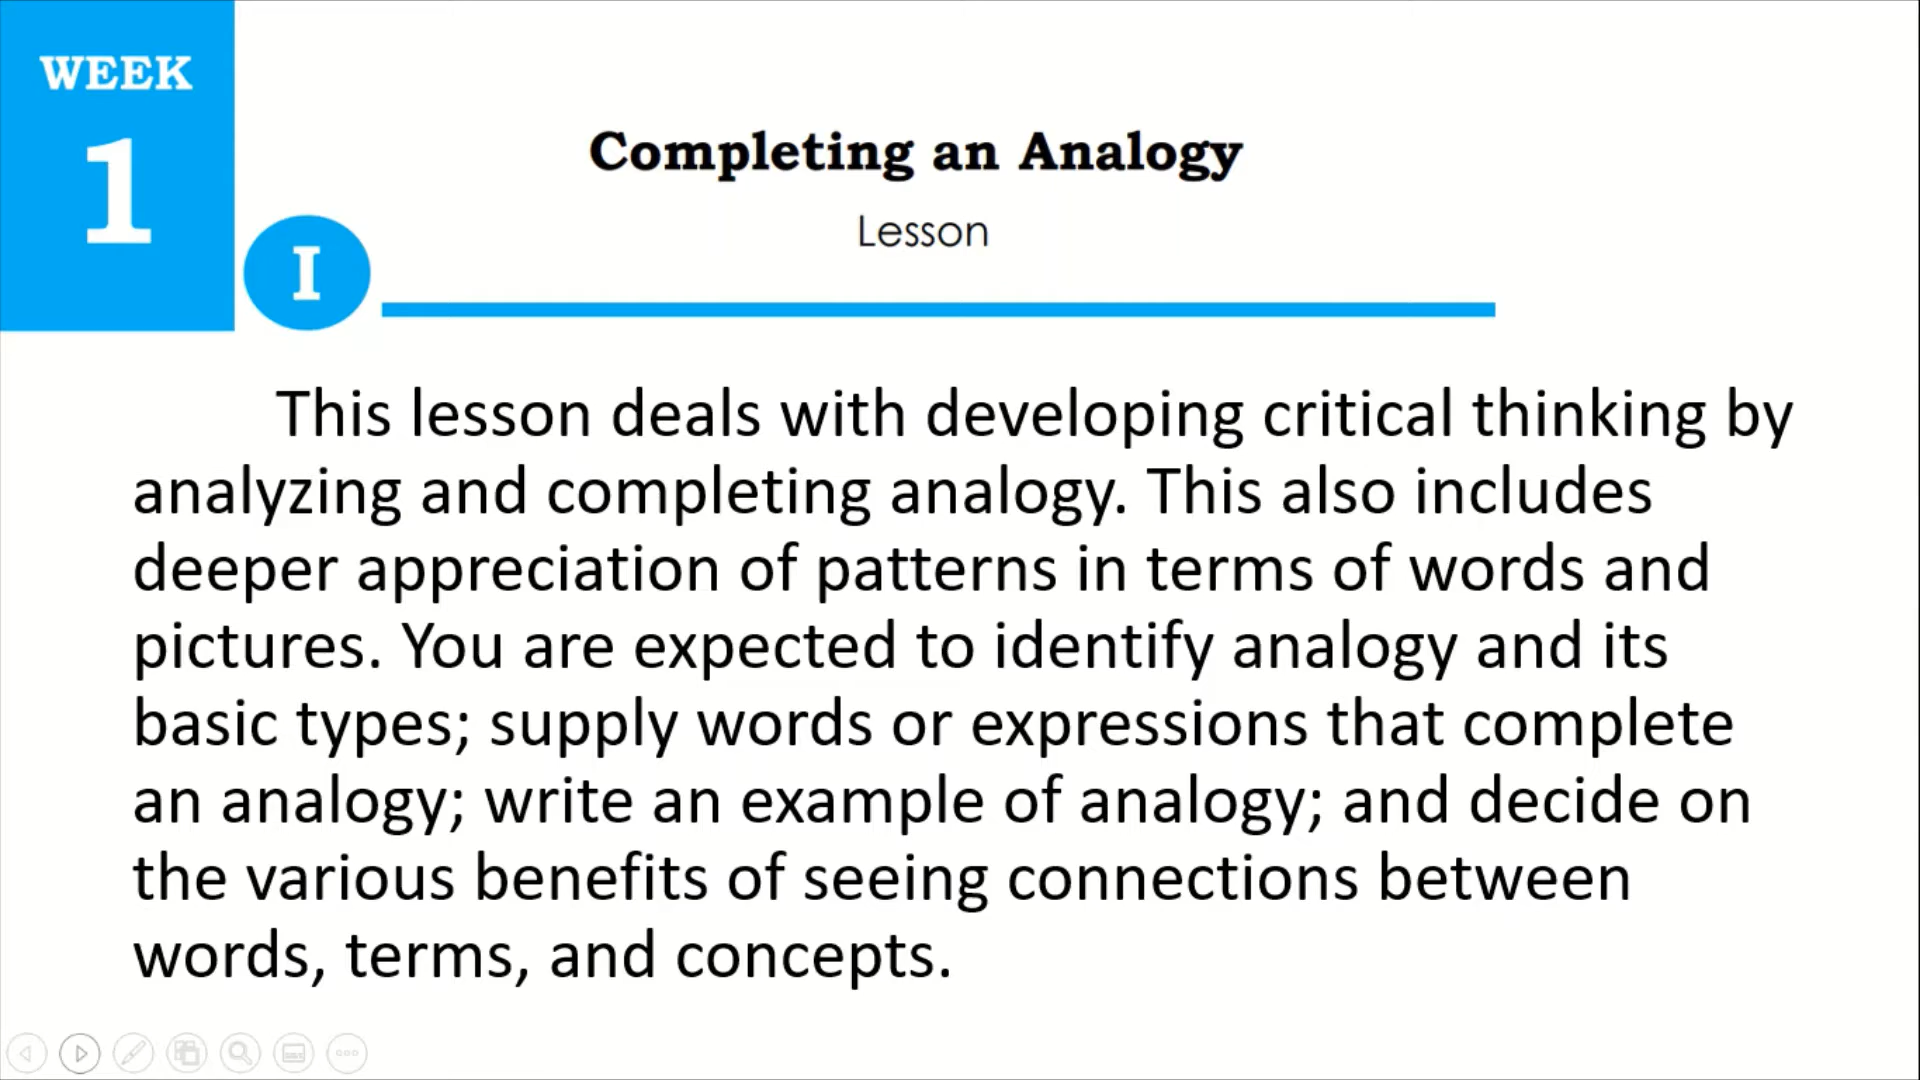 WEEK
1
I
Completing an Analogy
Lesson
This lesson deals with developing critical thinking by
analyzing and completing analogy. This also includes
deeper appreciation of patterns in terms of words and
pictures. You are expected to identify analogy and its
basic types; supply words or expressions that complete
an analogy; write an example of analogy; and decide on
the various benefits of seeing connections between
words, terms, and concepts.